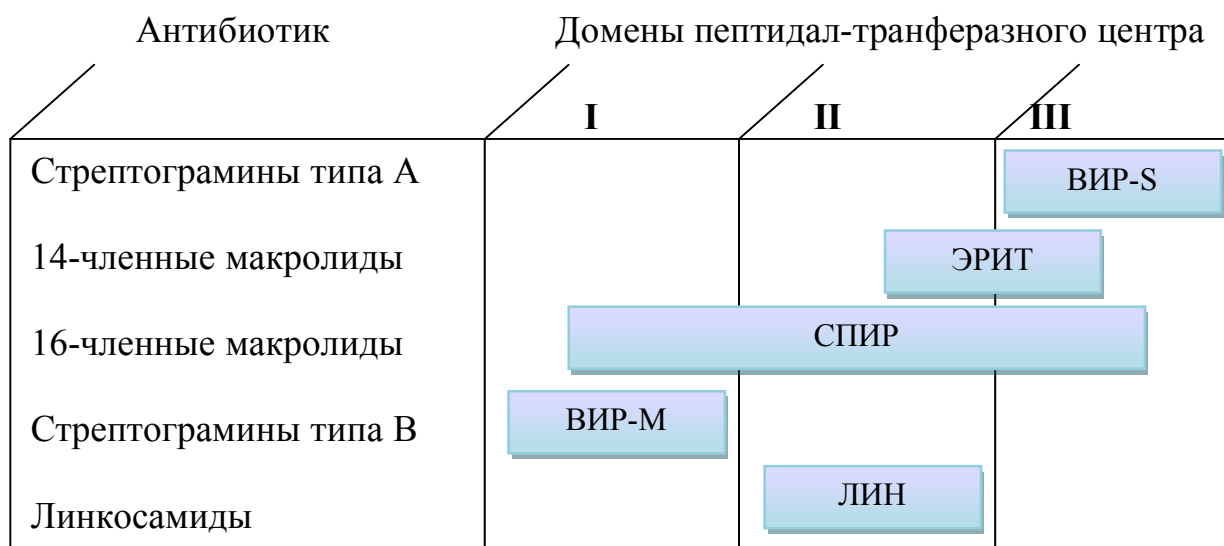 Антибиотик Домены пептидал-транферазного центра
I II III
Стрептограмины типа А ВИР-S
14-членные макролиды ЭРИТ
16-членные макролиды СПИР
Стрептограмины типа В ВИР-М
Линкосамиды ЛИН